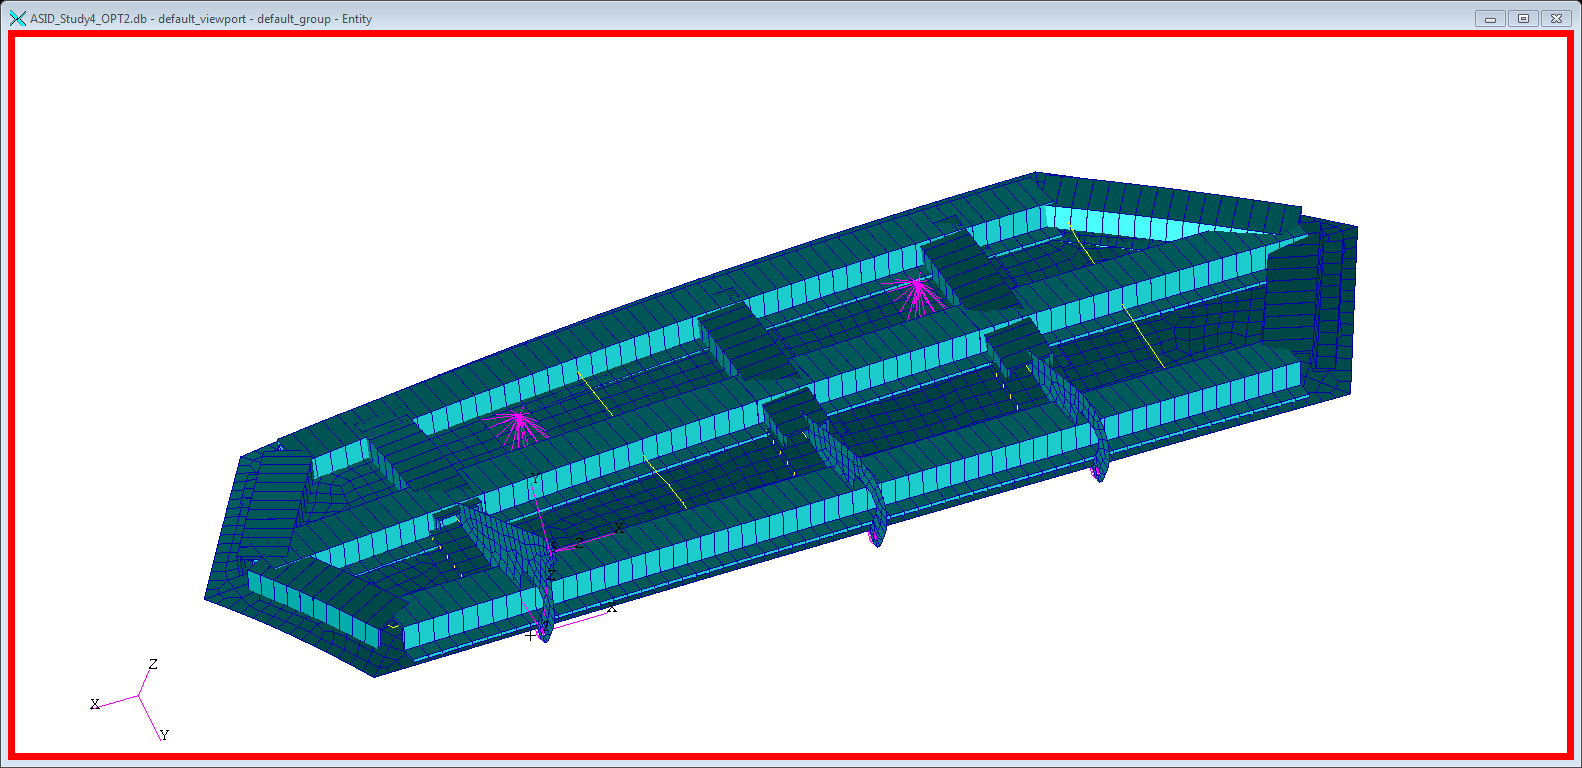 ASID_Study4_OPT2.db - default_viewport - default_group - Entity
Y
X
Z
Z
X
Z
X
Y